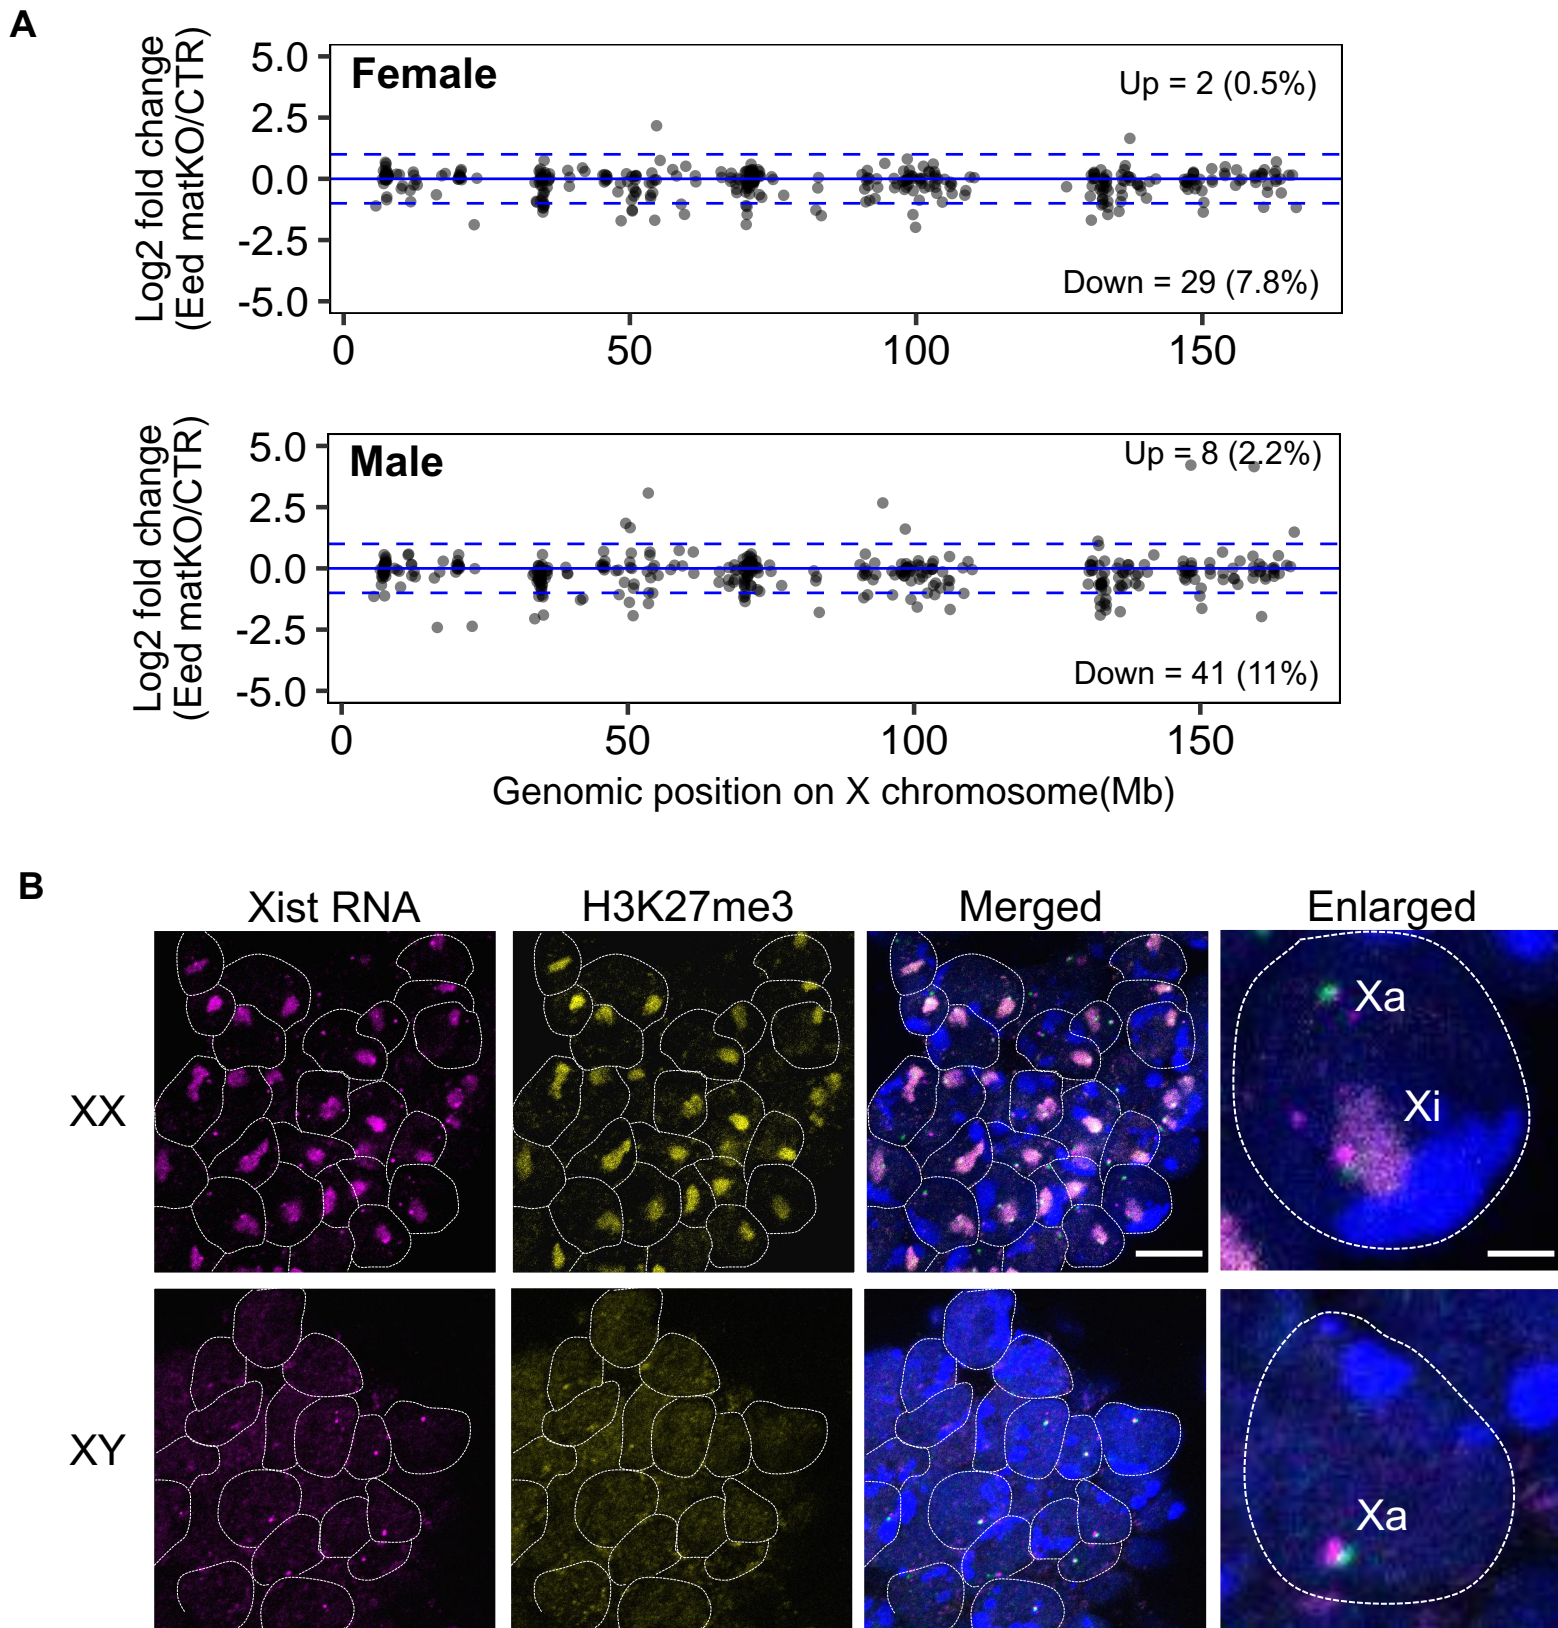 A
Log2 fold change
(Eed matKO/CTR)
5.0
2.5
0.0
-2.5
-5.0
Female
Up = 2 (0.5%)
Down = 29 (7.8%)
0
50
100
150
Log2 fold change
(Eed matKO/CTR)
5.0
2.5
0.0
-2.5
-5.0
Male
Up = 8 (2.2%)
Down = 41 (11%)
0
50
100
150
Genomic position on X chromosome(Mb)
B
Xist RNA
H3K27me3
Merged
Enlarged
XX
Xa
Xi
XY
Xa